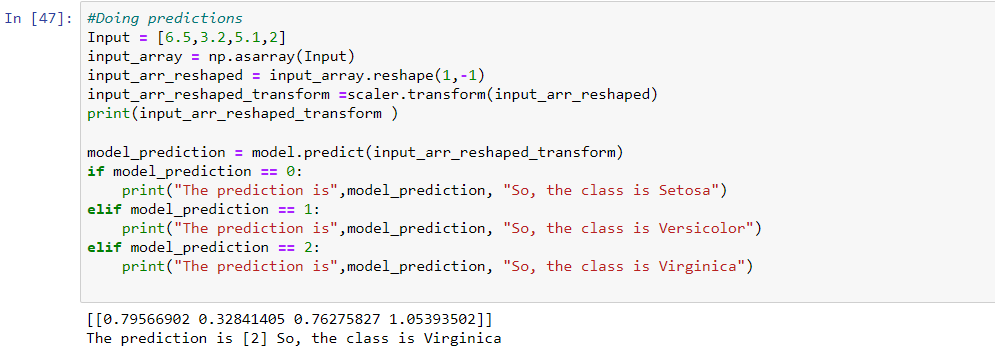 In [47]: #Doing predictions
Input = [6.5,3.2,5.1,2]
input_array = np.asarray(Input)
input_arr_reshaped = input_array.reshape(1,-1)
input_arr_reshaped_transform =scaler.transform(input_arr_reshaped)
print(input_arr_reshaped_transform )

model_prediction = model.predict(input_arr_reshaped_transform)
if model_prediction == 0:
    print("The prediction is",model_prediction, "So, the class is Setosa")
elif model_prediction == 1:
    print("The prediction is",model_prediction, "So, the class is Versicolor")
elif model_prediction == 2:
    print("The prediction is",model_prediction, "So, the class is Virginica")

[[0.79566902 0.32841405 0.76275827 1.05393502]]
The prediction is [2] So, the class is Virginica